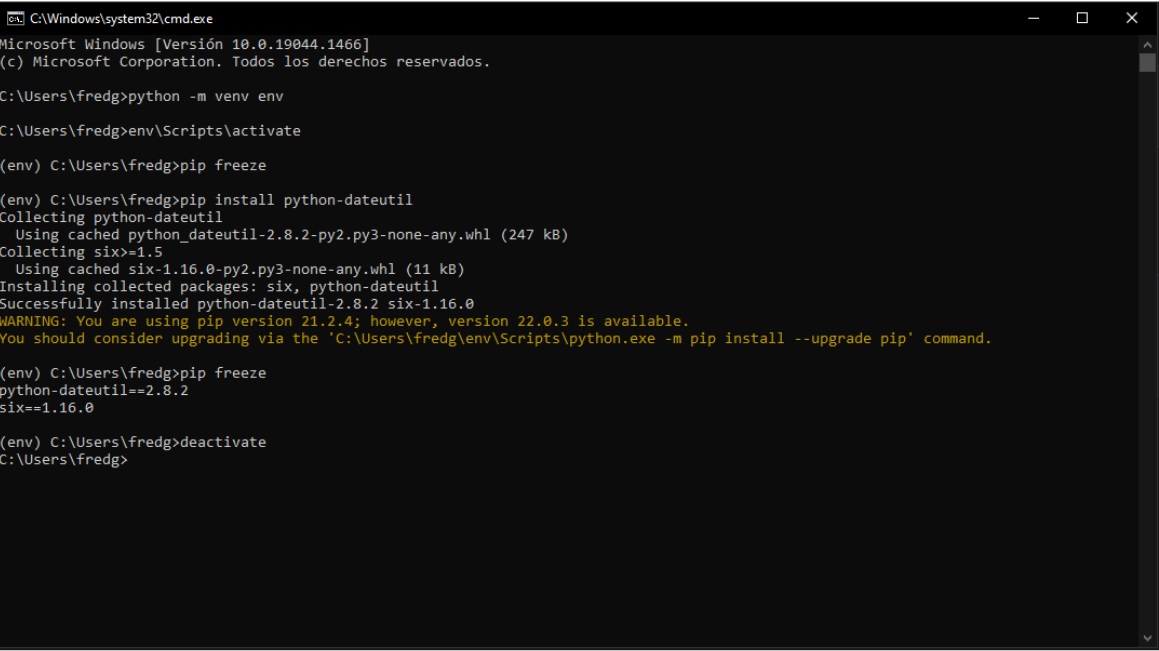 C:\Windows\system32\cmd.exe
Microsoft Windows [Versión 10.0.19044.1466]
(c) Microsoft Corporation. Todos los derechos reservados.
C:\Users\fredg>python -m venv env
C:\Users\fredg>env\Scripts\activate
(env) C:\Users\fredg>pip freeze
(env) C:\Users\fredg>pip install python-dateutil
Collecting python-dateutil
  Using cached python_dateutil-2.8.2-py2.py3-none-any.whl (247 kB)
Collecting six>=1.5
  Using cached six-1.16.0-py2.py3-none-any.whl (11 kB)
Installing collected packages: six, python-dateutil
Successfully installed python-dateutil-2.8.2 six-1.16.0
WARNING: You are using pip version 21.2.4; however, version 22.0.3 is available.
You should consider upgrading via the 'C:\Users\fredg\env\Scripts\python.exe -m pip install --upgrade pip' command.
(env) C:\Users\fredg>pip freeze
python-dateutil==2.8.2
six==1.16.0
(env) C:\Users\fredg>deactivate
C:\Users\fredg>